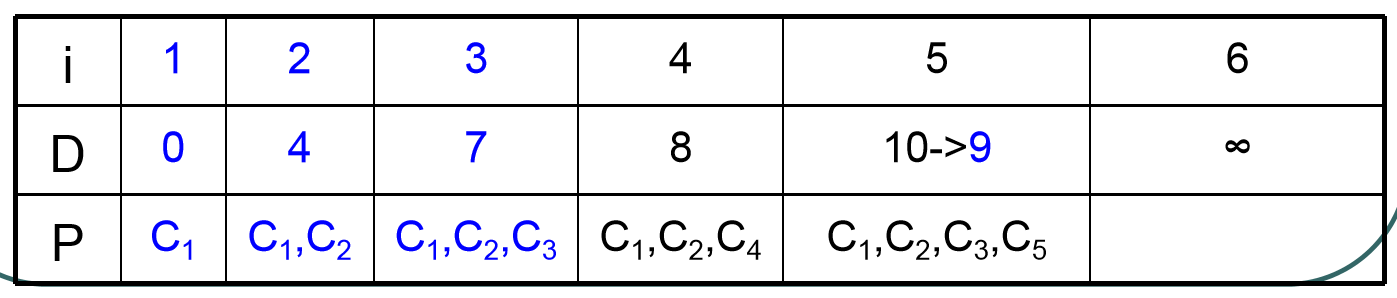 i 1 2 3 4 5 6
D 0 4 7 8 10->9 ∞
P C₁ C₁,C₂ C₁,C₂,C₃ C₁,C₂,C₄ C₁,C₂,C₃,C₅